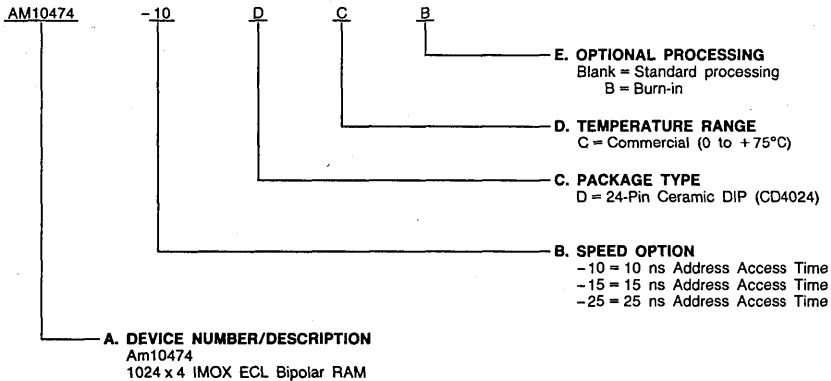 AM10474 -10 D C B
E. OPTIONAL PROCESSING
Blank = Standard processing
B = Burn-in
D. TEMPERATURE RANGE
C = Commercial (0 to +75°C)
C. PACKAGE TYPE
D = 24-Pin Ceramic DIP (CD4024)
B. SPEED OPTION
-10 = 10 ns Address Access Time
-15 = 15 ns Address Access Time
-25 = 25 ns Address Access Time
A. DEVICE NUMBER/DESCRIPTION
Am10474
1024 x 4 IMOX ECL Bipolar RAM